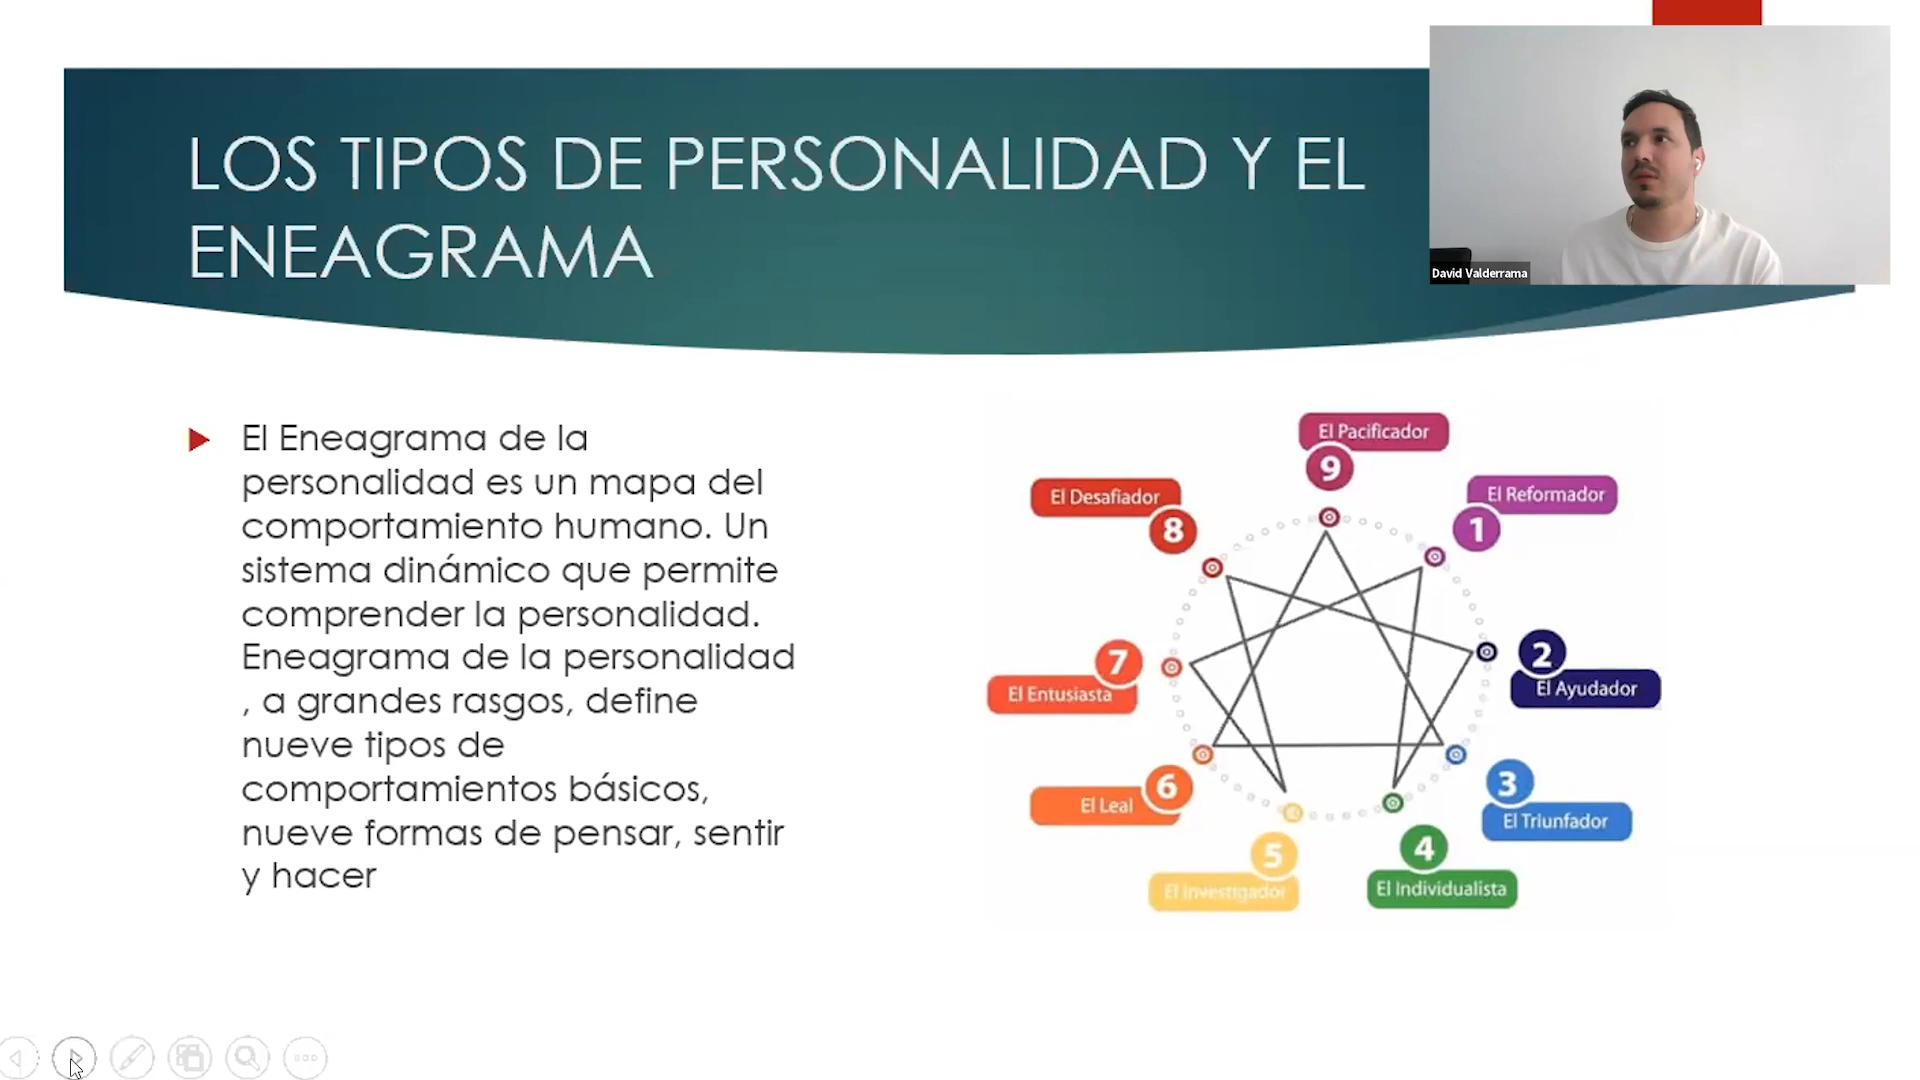 LOS TIPOS DE PERSONALIDAD Y EL
ENEAGRAMA
David Valderrama
El Eneagrama de la
personalidad es un mapa del
comportamiento humano. Un
sistema dinámico que permite
comprender la personalidad.
Eneagrama de la personalidad
, a grandes rasgos, define
nueve tipos de
comportamientos básicos,
nueve formas de pensar, sentir
y hacer
El Pacificador
9
El Reformador
1
2
El Ayudador
3
El Triunfador
4
El Individualista
5
El Investigador
6
El Leal
7
El Entusiasta
El Desafiador
8